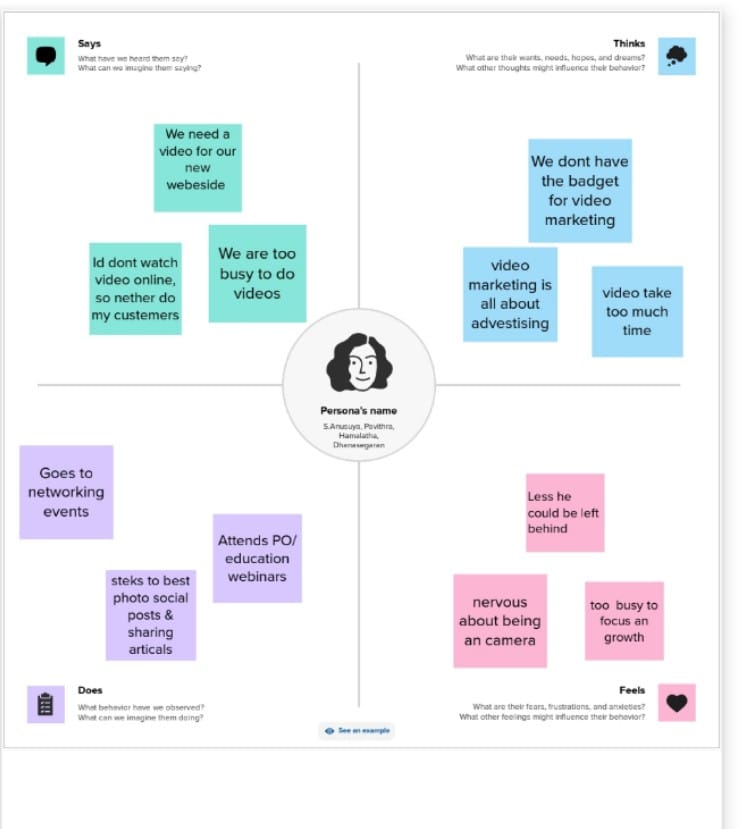 Says
What have we heard them say?
What can we imagine them saying?
We need a
video for our
new
webeside
Id dont watch
video online,
so nether do
my custemers
We are too
busy to do
videos
Thinks
What are their wants, needs, hopes, and dreams?
What other thoughts might influence their behavior?
We dont have
the badget
for video
marketing
video
marketing is
all about
advestising
video take
too much
time
Persona's name
S.Anusuya, Pavithra,
Hamalatha,
Dhanasegaran
Goes to
networking
events
Attends PO/
education
webinars
steks to best
photo social
posts &
sharing
articals
Does
What behavior have we observed?
What can we imagine them doing?
Less he
could be left
behind
nervous
about being
an camera
too busy to
focus an
growth
Feels
What are their fears, frustrations, and anxieties?
What other feelings might influence their behavior?
See an example